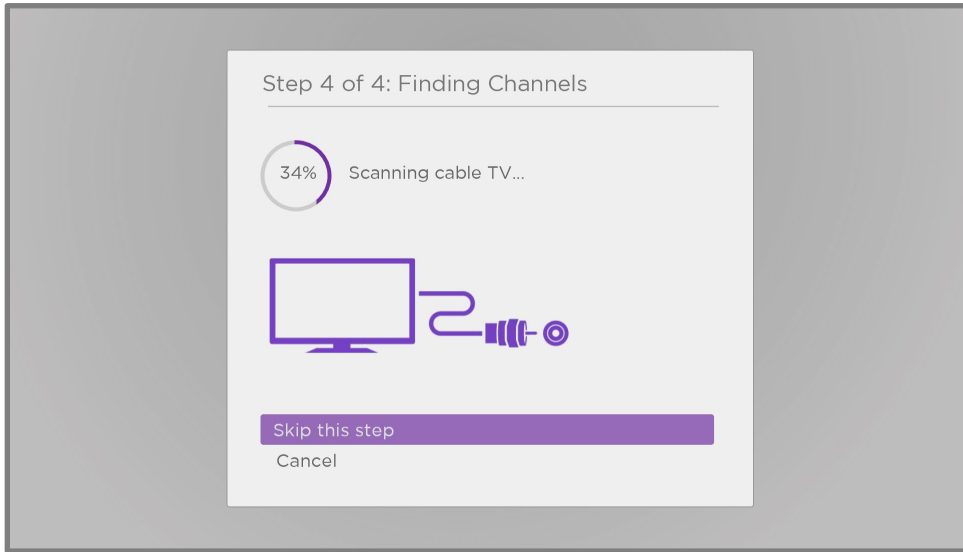 Step 4 of 4: Finding Channels
34%
Scanning cable TV...
Skip this step
Cancel